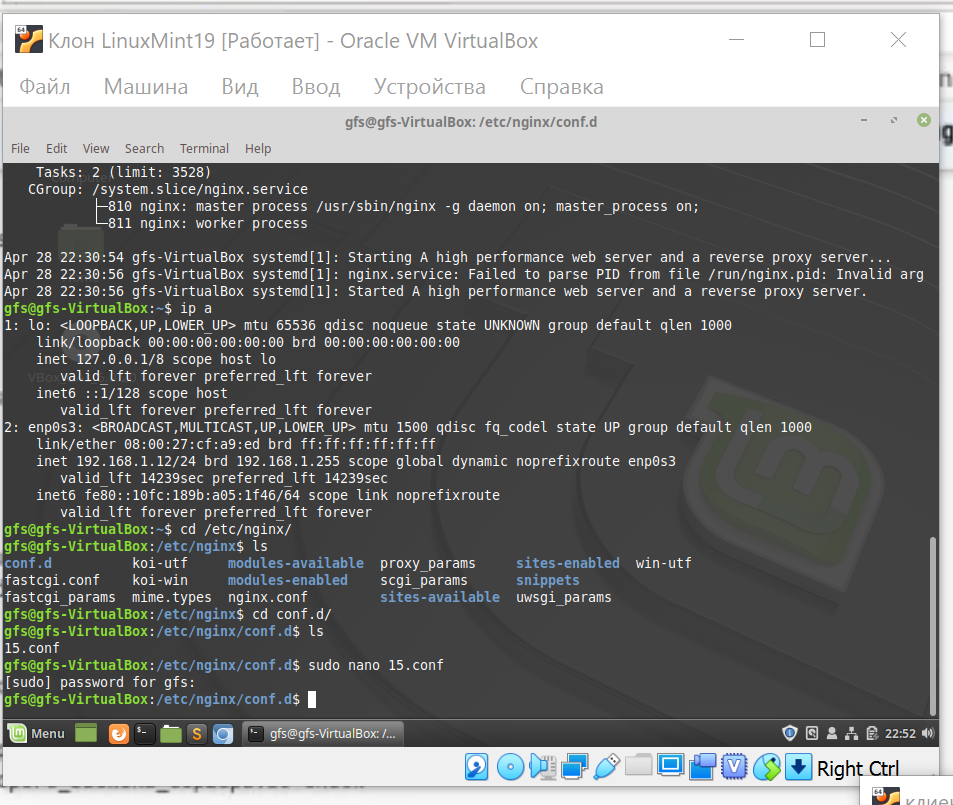 Клон LinuxMint19 [Работает] - Oracle VM VirtualBox
Файл Машина Вид Ввод Устройства Справка
gfs@gfs-VirtualBox: /etc/nginx/conf.d
File Edit View Search Terminal Help
Tasks: 2 (limit: 3528)
CGroup: /system.slice/nginx.service
├─810 nginx: master process /usr/sbin/nginx -g daemon on; master_process on;
└─811 nginx: worker process
Apr 28 22:30:54 gfs-VirtualBox systemd[1]: Starting A high performance web server and a reverse proxy server...
Apr 28 22:30:56 gfs-VirtualBox systemd[1]: nginx.service: Failed to parse PID from file /run/nginx.pid: Invalid arg
Apr 28 22:30:56 gfs-VirtualBox systemd[1]: Started A high performance web server and a reverse proxy server.
gfs@gfs-VirtualBox:~$ ip a
1: lo: <LOOPBACK,UP,LOWER_UP> mtu 65536 qdisc noqueue state UNKNOWN group default qlen 1000
link/loopback 00:00:00:00:00:00 brd 00:00:00:00:00:00
inet 127.0.0.1/8 scope host lo
valid_lft forever preferred_lft forever
inet6 ::1/128 scope host
valid_lft forever preferred_lft forever
2: enp0s3: <BROADCAST,MULTICAST,UP,LOWER_UP> mtu 1500 qdisc fq_codel state UP group default qlen 1000
link/ether 08:00:27:cf:a9:ed brd ff:ff:ff:ff:ff:ff
inet 192.168.1.12/24 brd 192.168.1.255 scope global dynamic noprefixroute enp0s3
valid_lft 14239sec preferred_lft 14239sec
inet6 fe80::10fc:189b:a05:1f46/64 scope link noprefixroute
valid_lft forever preferred_lft forever
gfs@gfs-VirtualBox:~$ cd /etc/nginx/
gfs@gfs-VirtualBox:/etc/nginx$ ls
conf.d koi-utf modules-available proxy_params sites-enabled win-utf
fastcgi.conf koi-win modules-enabled scgi_params snippets
fastcgi_params mime.types nginx.conf sites-available uwsgi_params
gfs@gfs-VirtualBox:/etc/nginx$ cd conf.d/
gfs@gfs-VirtualBox:/etc/nginx/conf.d$ ls
15.conf
gfs@gfs-VirtualBox:/etc/nginx/conf.d$ sudo nano 15.conf
[sudo] password for gfs:
gfs@gfs-VirtualBox:/etc/nginx/conf.d$
Menu gfs@gfs-VirtualBox: /... 22:52
Right Ctrl